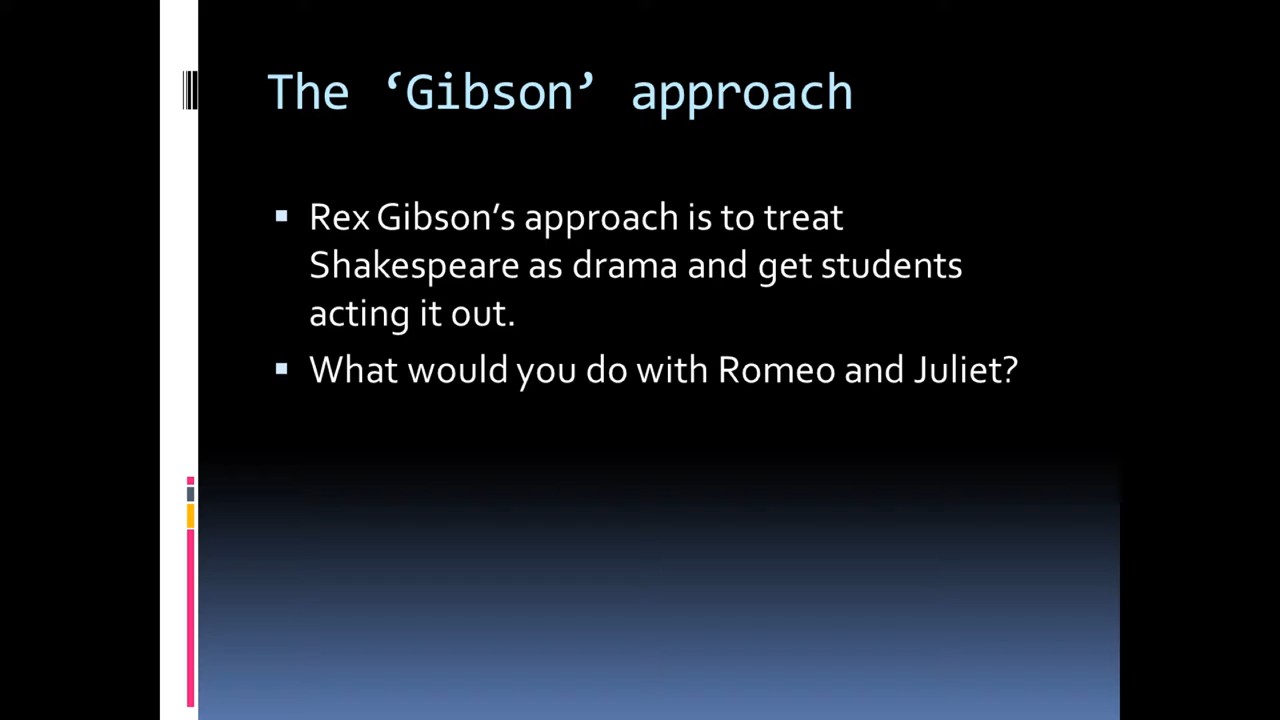 The ‘Gibson’ approach
Rex Gibson’s approach is to treat
Shakespeare as drama and get students
acting it out.
What would you do with Romeo and Juliet?